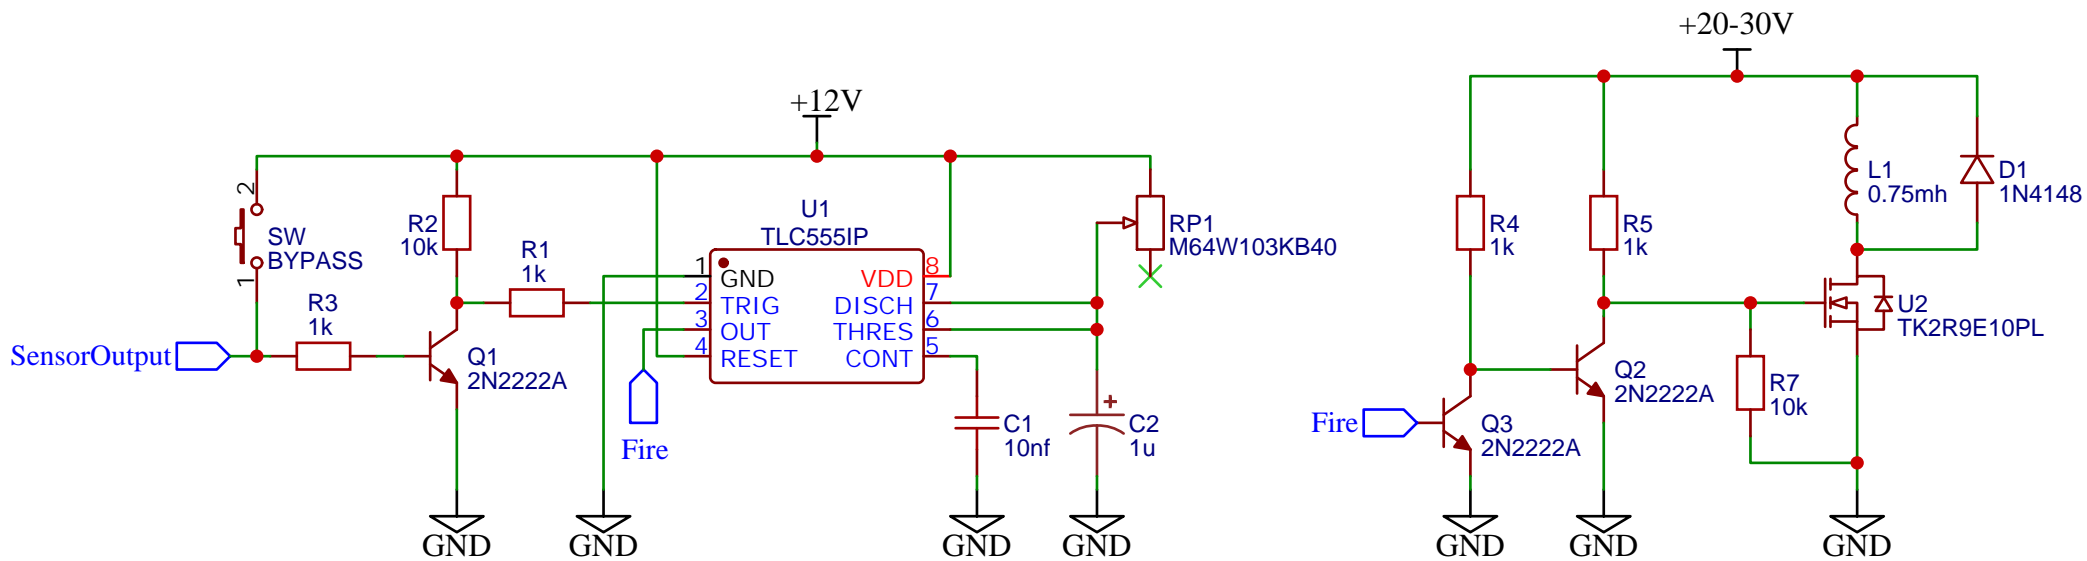 +20-30V
+12V
2
SW
BYPASS
1
R2
10k
R1
1k
R3
1k
SensorOutput
Q1
2N2222A
GND
U1
TLC555IP
1
GND
2
TRIG
3
OUT
4
RESET
VDD
8
DISCH
7
THRES
6
CONT
5
Fire
GND
RP1
M64W103KB40
C1
10nf
GND
+
C2
1u
GND
R4
1k
R5
1k
L1
0.75mh
D1
1N4148
U2
TK2R9E10PL
Q2
2N2222A
R7
10k
Fire
Q3
2N2222A
GND
GND
GND